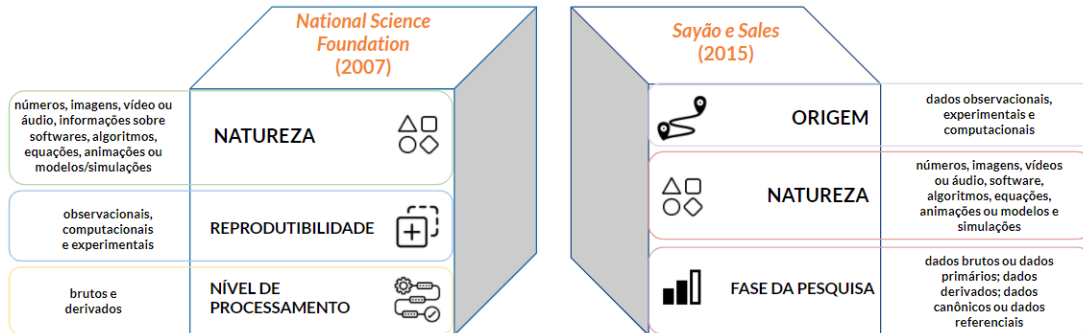 National Science
Foundation
(2007)
números, imagens, vídeo ou
áudio, informações sobre
softwares, algoritmos,
equações, animações ou
modelos/simulações
NATUREZA
observacionais,
computacionais
e experimentais
REPRODUTIBILIDADE
brutos e
derivados
NÍVEL DE
PROCESSAMENTO
Sayão e Sales
(2015)
ORIGEM
dados observacionais,
experimentais e
computacionais
NATUREZA
números, imagens, vídeos
ou áudio, software,
algoritmos, equações,
animações ou modelos e
simulações
FASE DA PESQUISA
dados brutos ou dados
primários; dados
derivados; dados
canônicos ou dados
referenciais